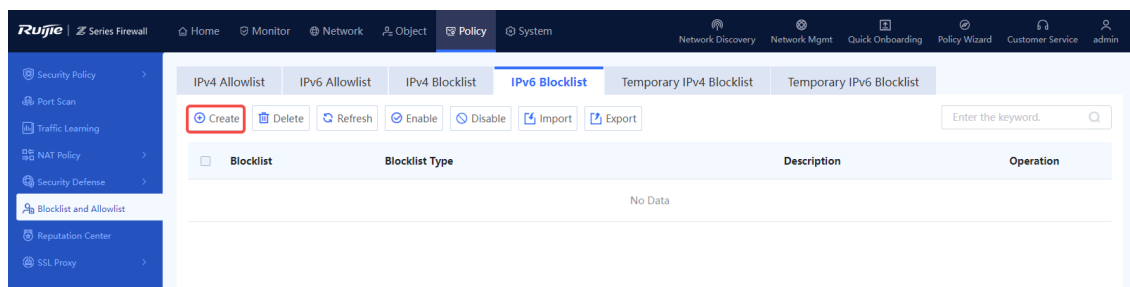 Ruijie | Z Series Firewall Home Monitor Network Object Policy System Network Discovery Network Mgmt Quick Onboarding Policy Wizard Customer Service admin
Security Policy
Port Scan
Traffic Learning
NAT Policy
Security Defense
Blocklist and Allowlist
Reputation Center
SSL Proxy
IPv4 Allowlist IPv6 Allowlist IPv4 Blocklist IPv6 Blocklist Temporary IPv4 Blocklist Temporary IPv6 Blocklist
Create Delete Refresh Enable Disable Import Export Enter the keyword.
Blocklist Blocklist Type Description Operation
No Data